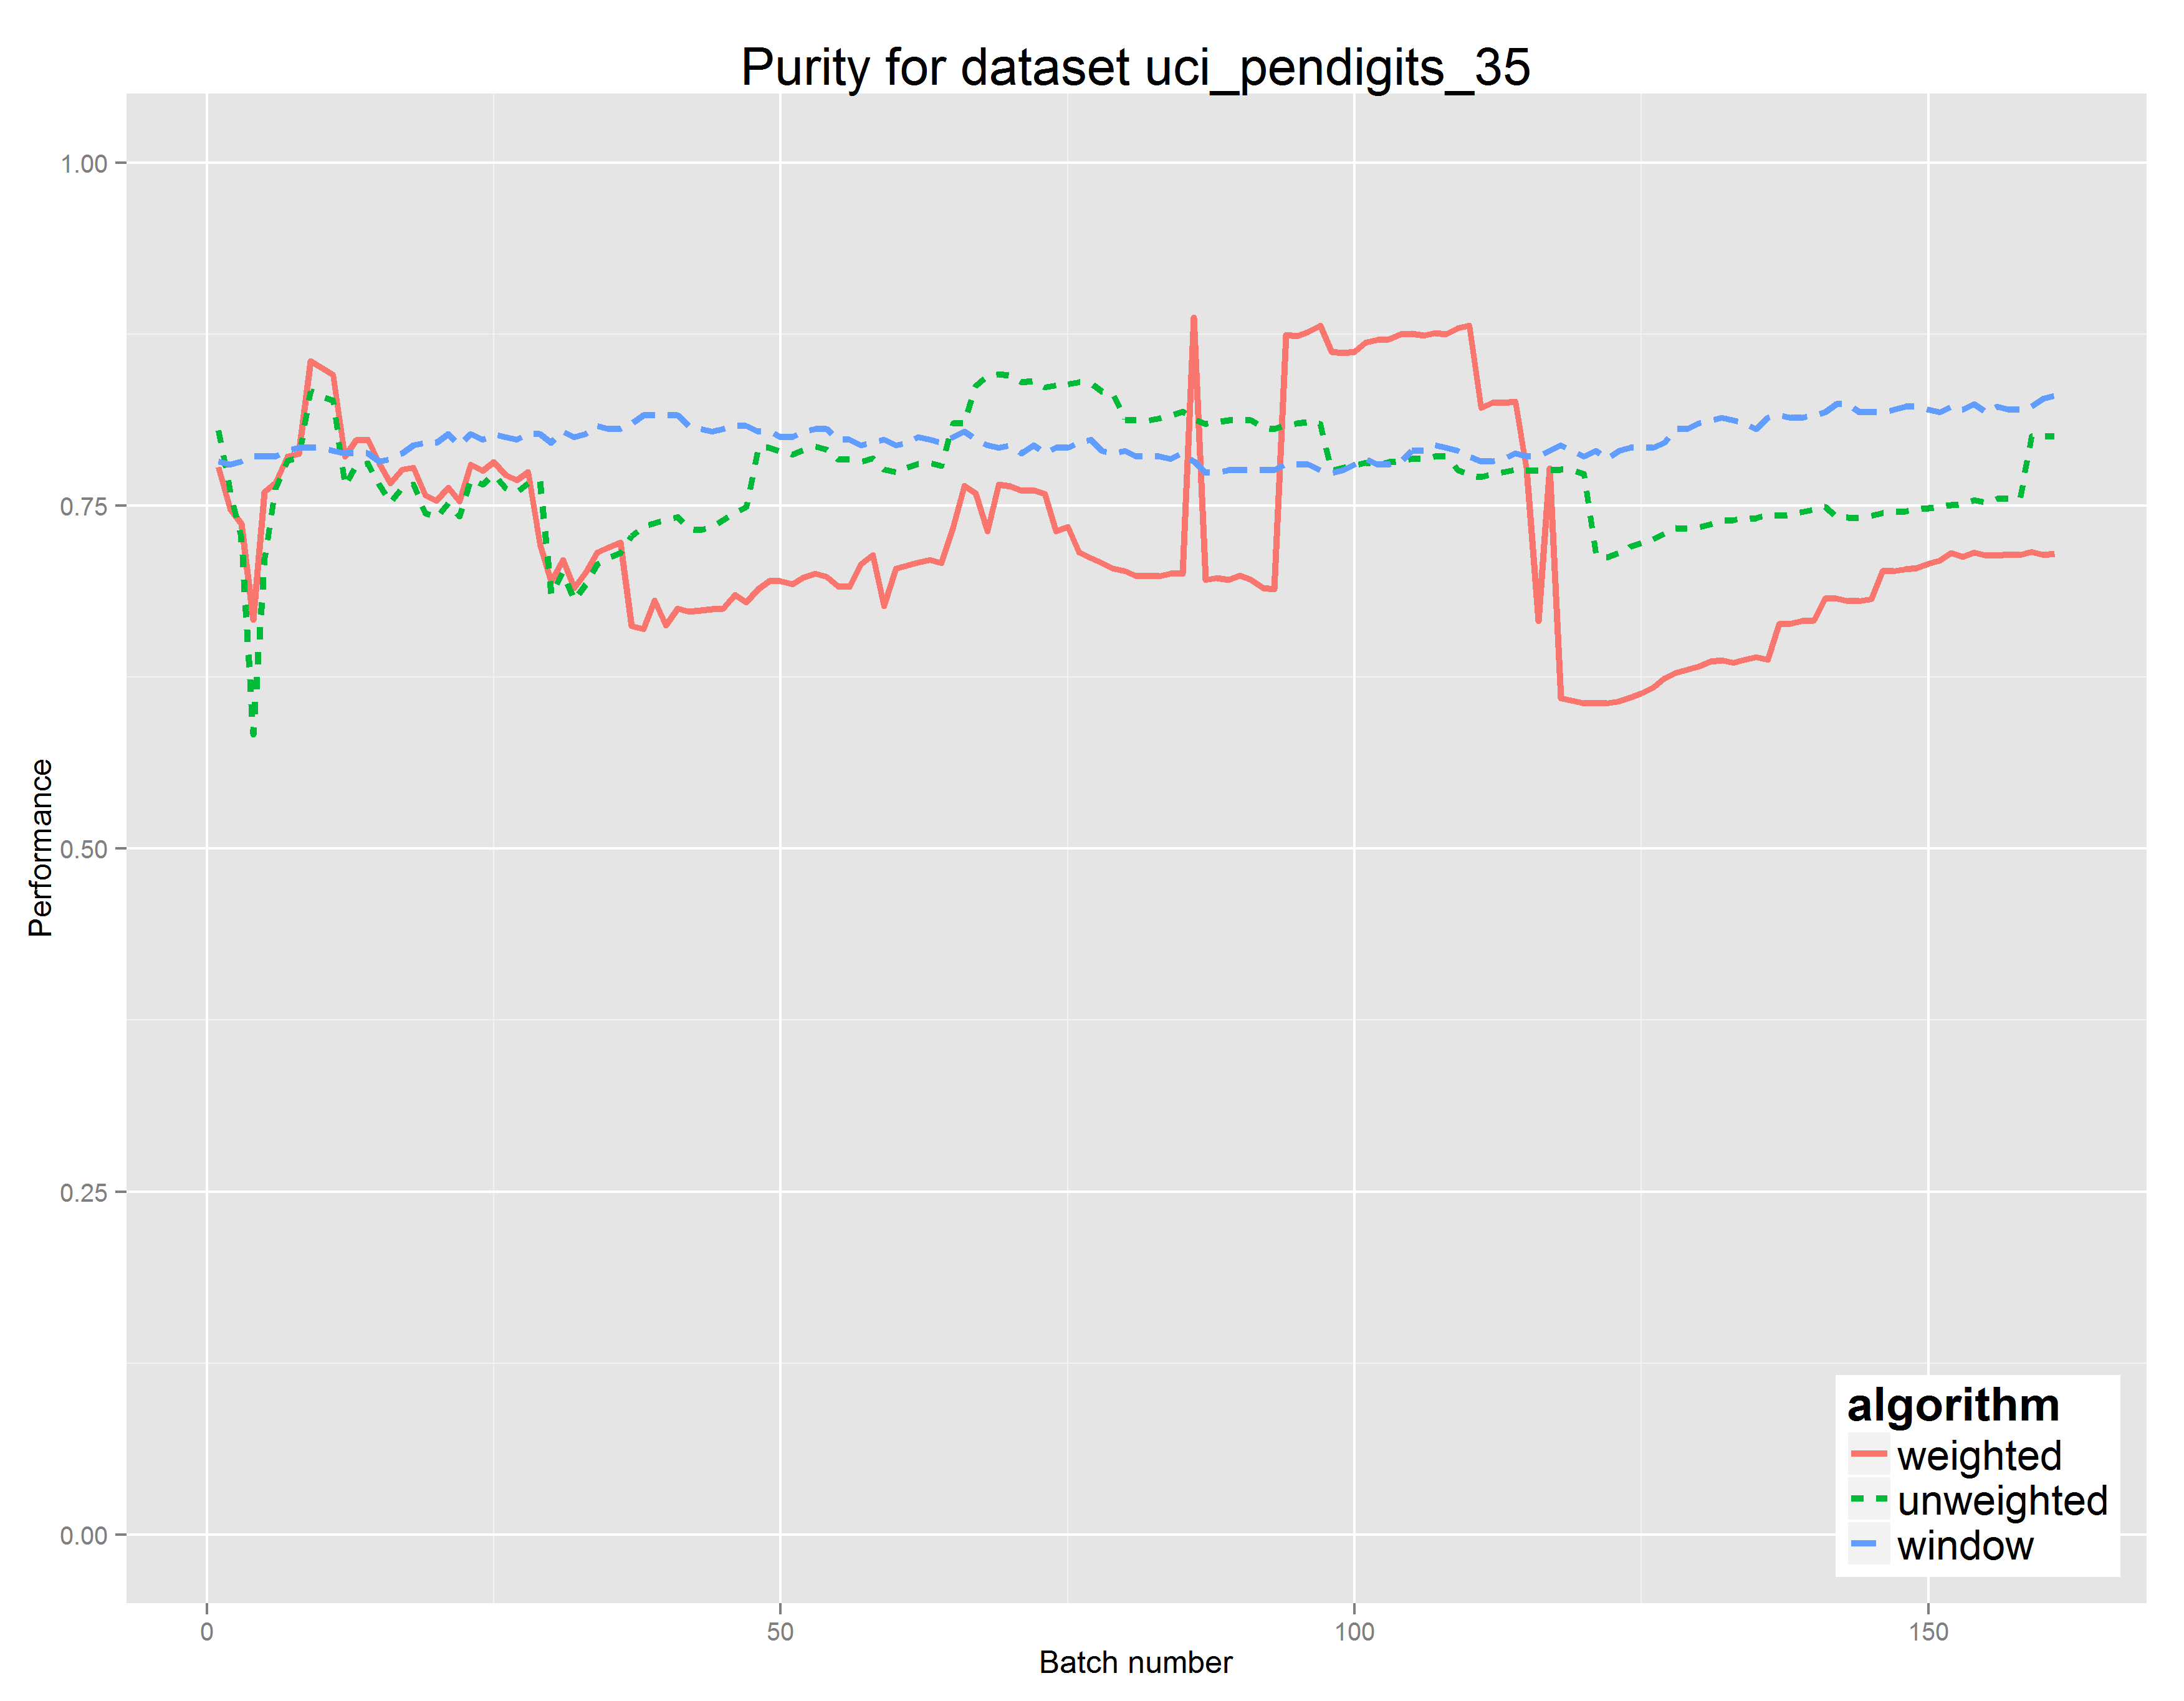 Purity for dataset uci_pendigits_35
1.00
0.75
0.50
0.25
0.00
Performance
0
50
100
150
Batch number
algorithm
weighted
unweighted
window